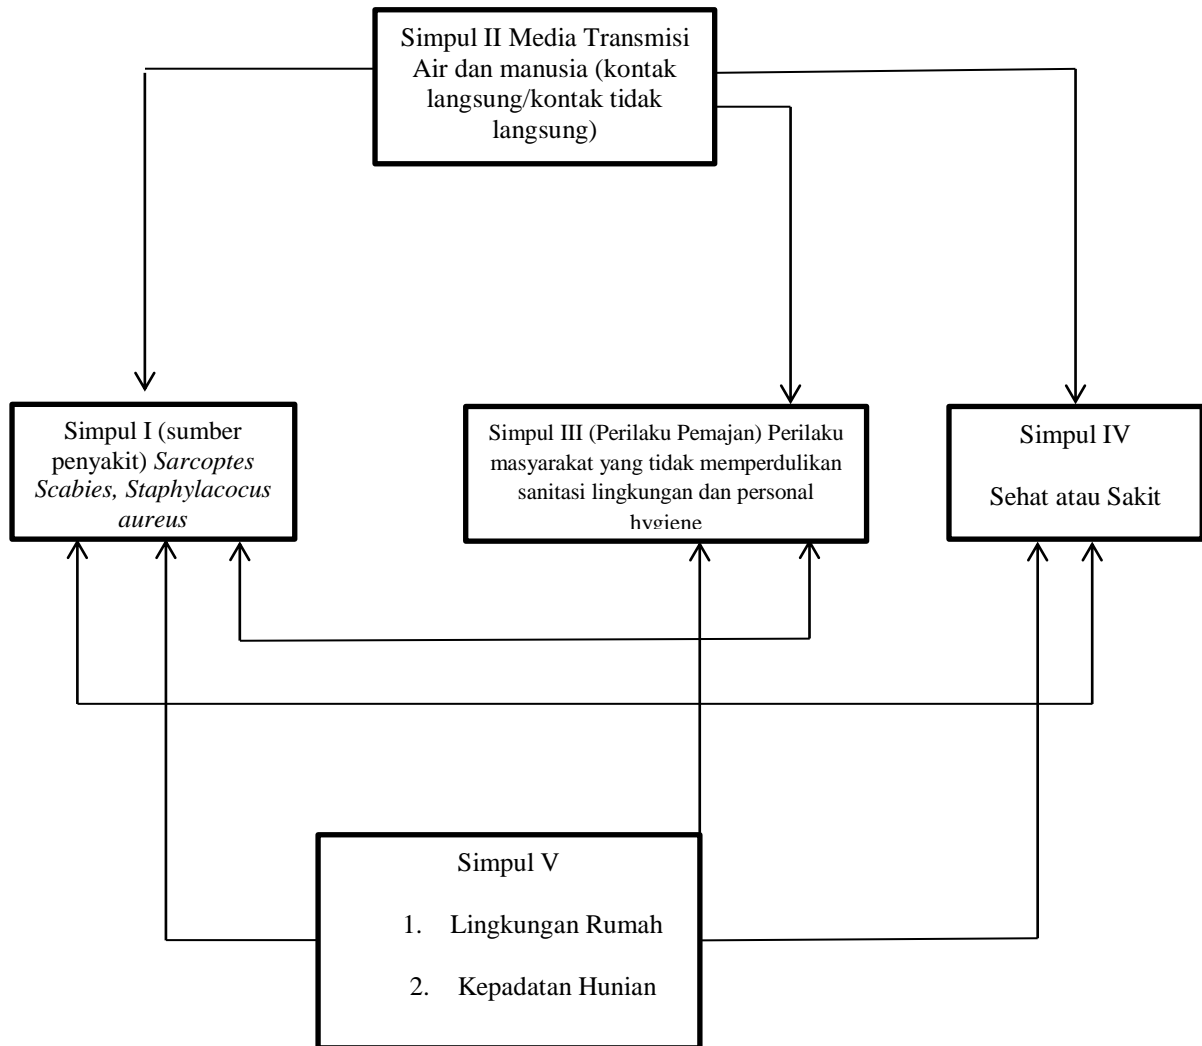 Simpul II Media Transmisi
Air dan manusia (kontak
langsung/kontak tidak
langsung)
Simpul I (sumber
penyakit) Sarcoptes
Scabies, Staphylacocus
aureus
Simpul III (Perilaku Pemajan) Perilaku
masyarakat yang tidak memperdulikan
sanitasi lingkungan dan personal
hygiene
Simpul IV
Sehat atau Sakit
Simpul V
1. Lingkungan Rumah
2. Kepadatan Hunian